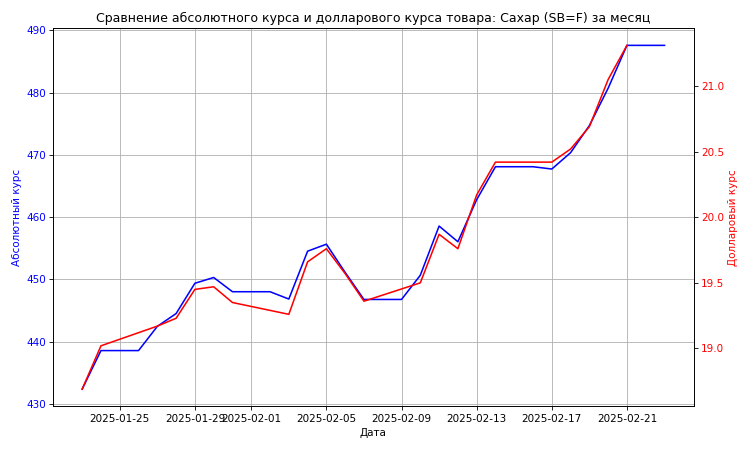 Сравнение абсолютного курса и долларового курса товара: Сахар (SB=F) за месяц
Абсолютный курс
490
480
470
460
450
440
430
21.0
20.5
20.0
19.5
19.0
Долларовый курс
2025-01-25 2025-01-29 2025-02-01 2025-02-05 2025-02-09 2025-02-13 2025-02-17 2025-02-21
Дата